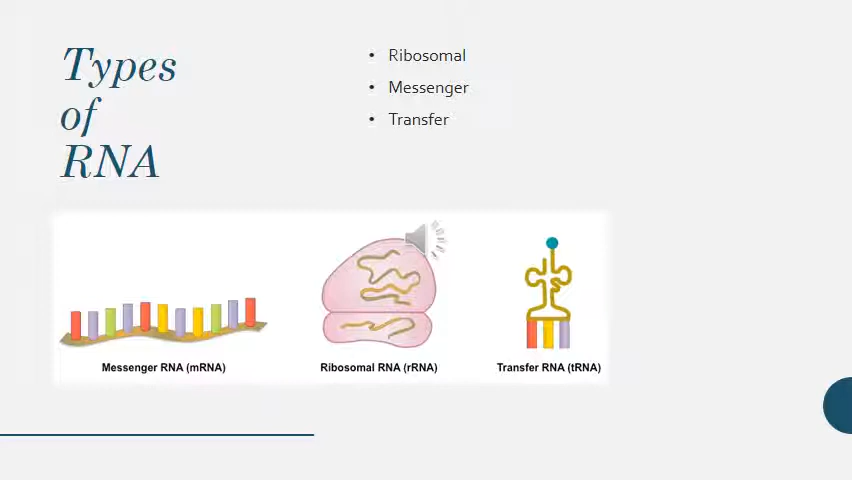 Types
of
RNA
• Ribosomal
• Messenger
• Transfer
Messenger RNA (mRNA)
Ribosomal RNA (rRNA)
Transfer RNA (tRNA)